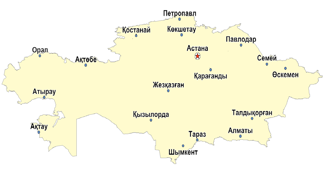 Петропавл
Қостанай
Көкшетау
Павлодар
Астана
Орал
Ақтөбе
Семей
Өскемен
Қарағанды
Жезқазған
Атырау
Қызылорда
Талдықорған
Ақтау
Тараз
Алматы
Шымкент